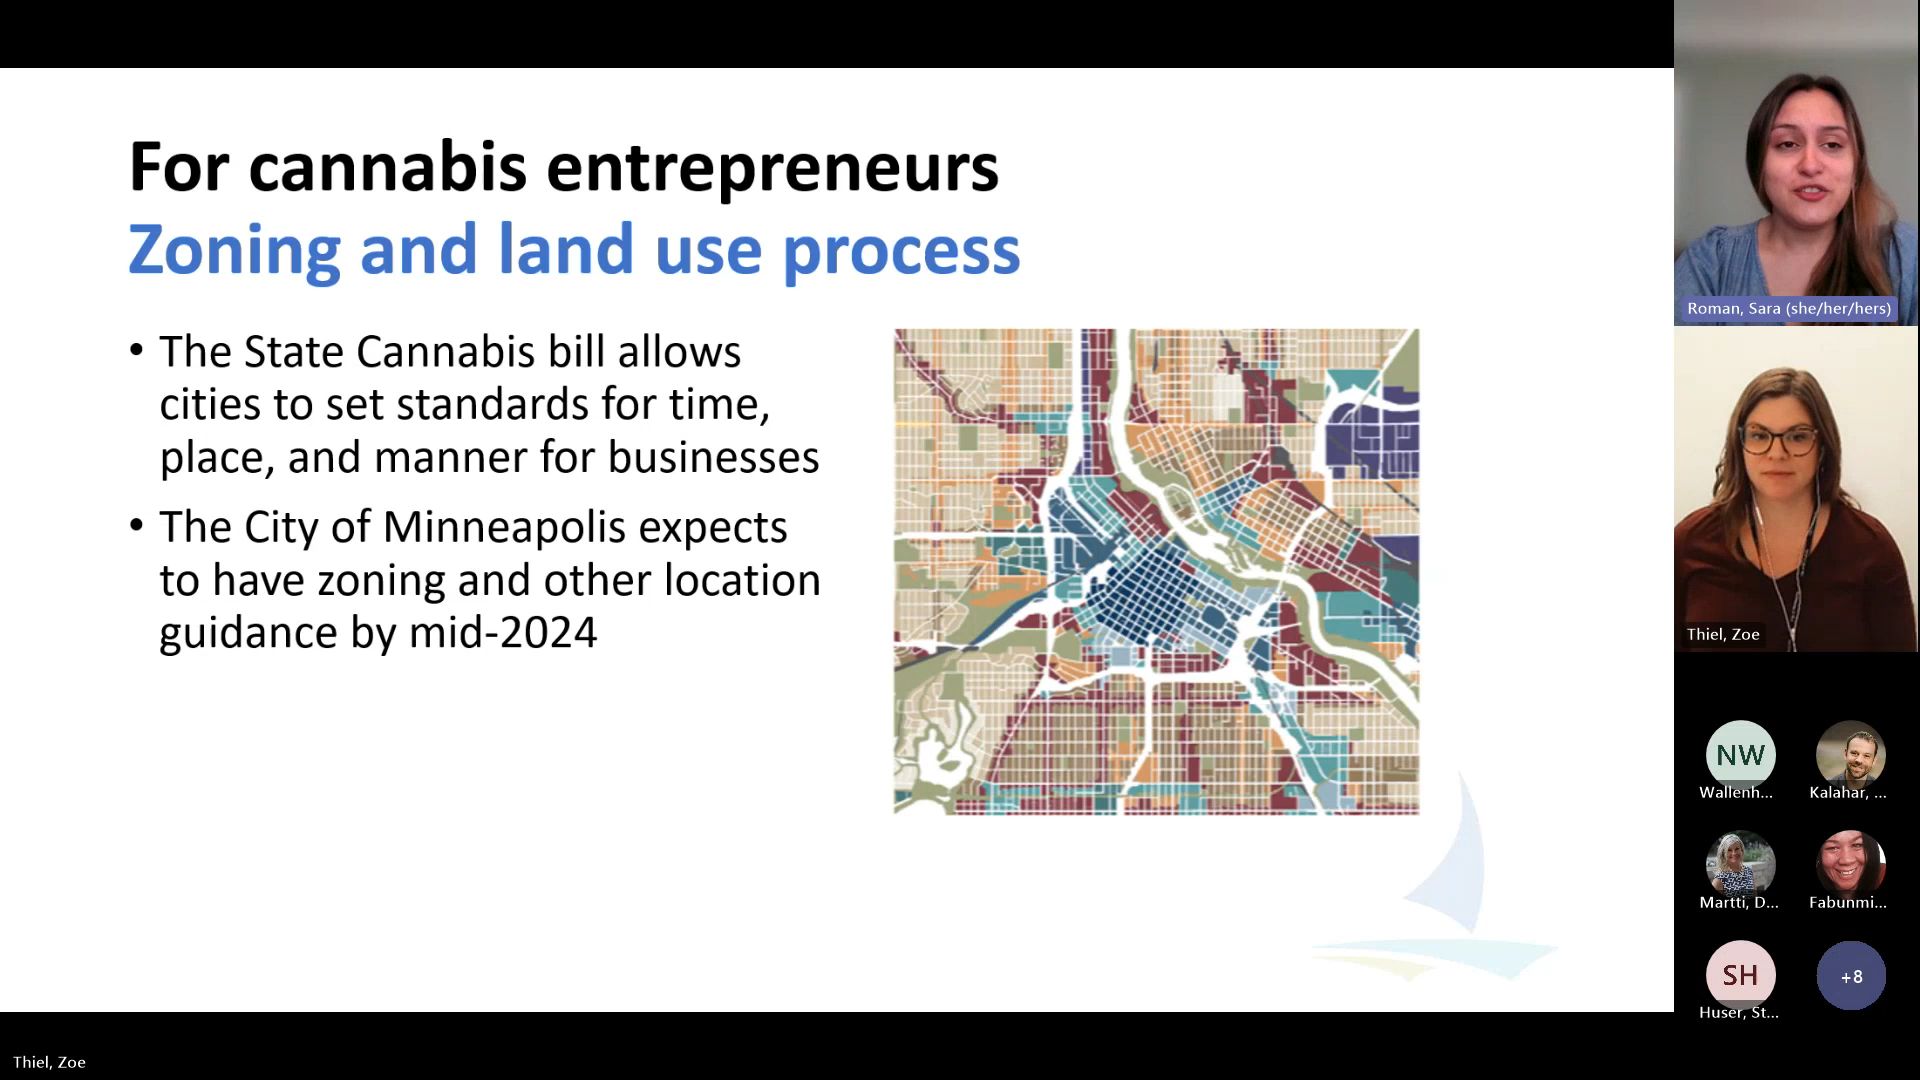 For cannabis entrepreneurs
Zoning and land use process
• The State Cannabis bill allows
cities to set standards for time,
place, and manner for businesses
• The City of Minneapolis expects
to have zoning and other location
guidance by mid-2024
Roman, Sara (she/her/hers)
Thiel, Zoe
NW
Wallenh...
Kalahar, ...
Martti, D...
Fabunmi...
SH
Huser, St...
+8
Thiel, Zoe